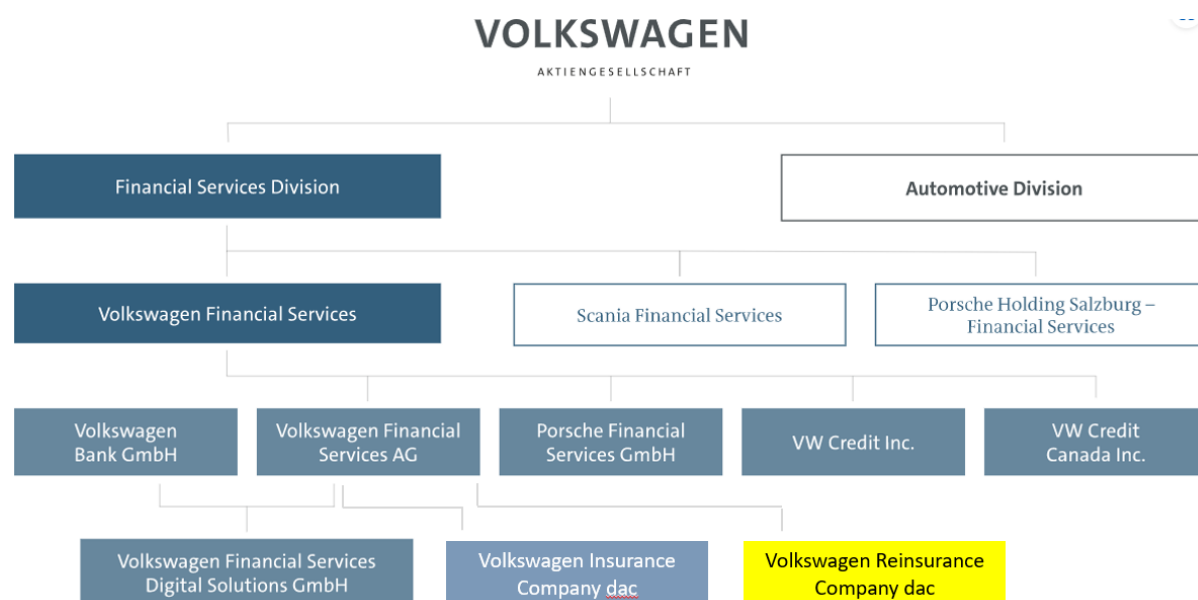 VOLKSWAGEN
AKTIENGESELLSCHAFT
Financial Services Division
Automotive Division
Volkswagen Financial Services
Scania Financial Services
Porsche Holding Salzburg –
Financial Services
Volkswagen
Bank GmbH
Volkswagen Financial
Services AG
Porsche Financial
Services GmbH
VW Credit Inc.
VW Credit
Canada Inc.
Volkswagen Financial Services
Digital Solutions GmbH
Volkswagen Insurance
Company dac
Volkswagen Reinsurance
Company dac